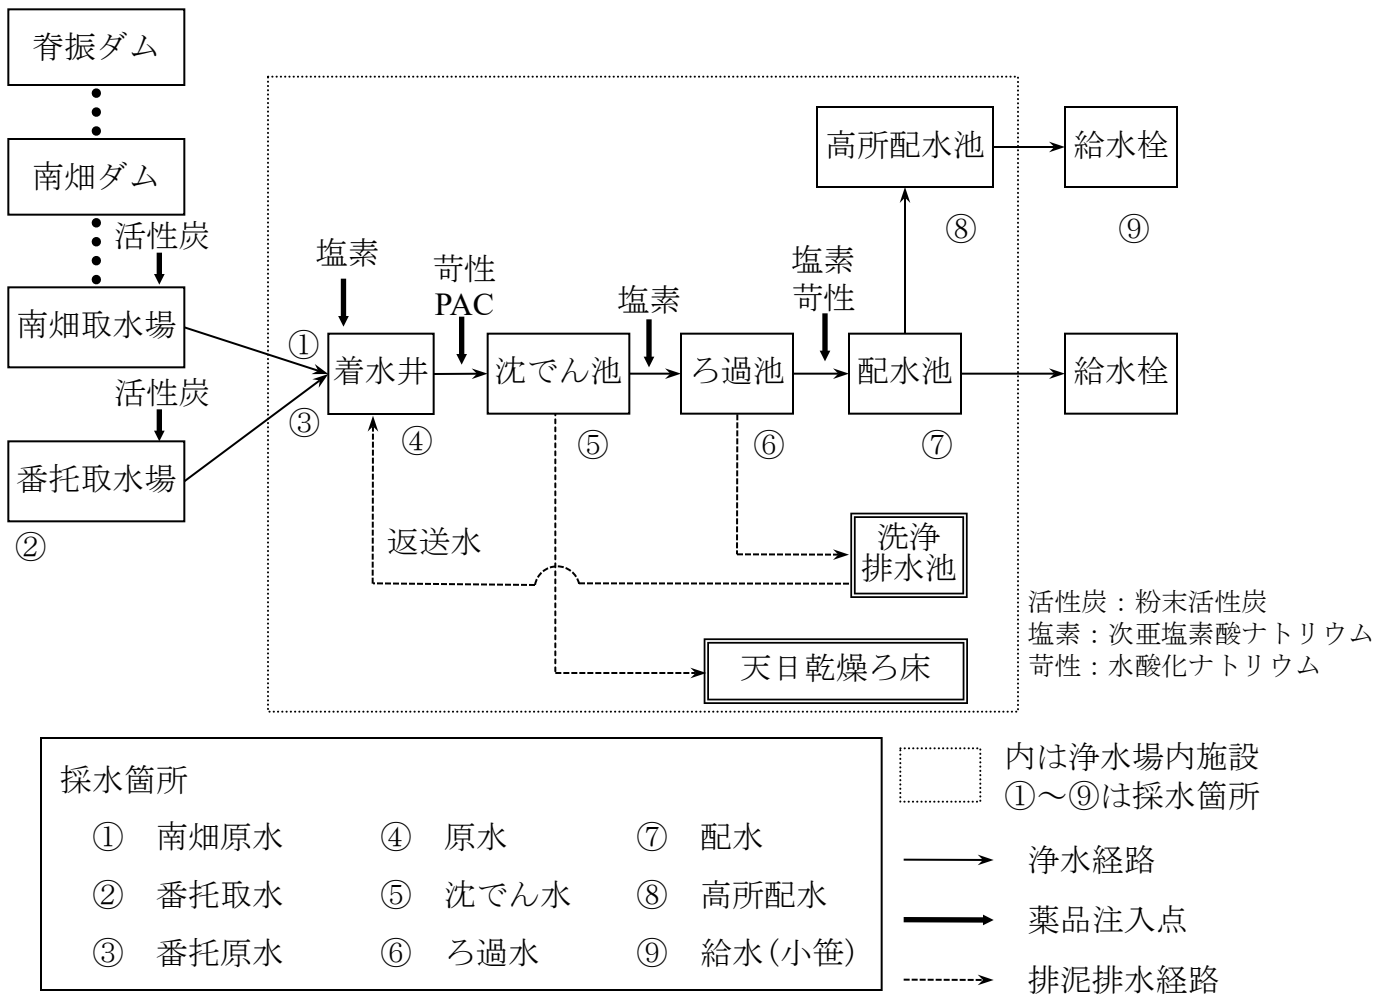 脊振ダム
南畑ダム
活性炭
南畑取水場
活性炭
番托取水場
②
①
③
塩素
着水井
④
苛性
PAC
沈でん池
⑤
塩素
ろ過池
⑥
塩素
苛性
配水池
⑦
高所配水池
⑧
給水栓
⑨
給水栓
返送水
洗浄
排水池
天日乾燥ろ床
活性炭：粉末活性炭
塩素：次亜塩素酸ナトリウム
苛性：水酸化ナトリウム
採水箇所
① 南畑原水 ④ 原水 ⑦ 配水
② 番托取水 ⑤ 沈でん水 ⑧ 高所配水
③ 番托原水 ⑥ ろ過水 ⑨ 給水(小笹)
内は浄水場内施設
①～⑨は採水箇所
浄水経路
薬品注入点
排泥排水経路